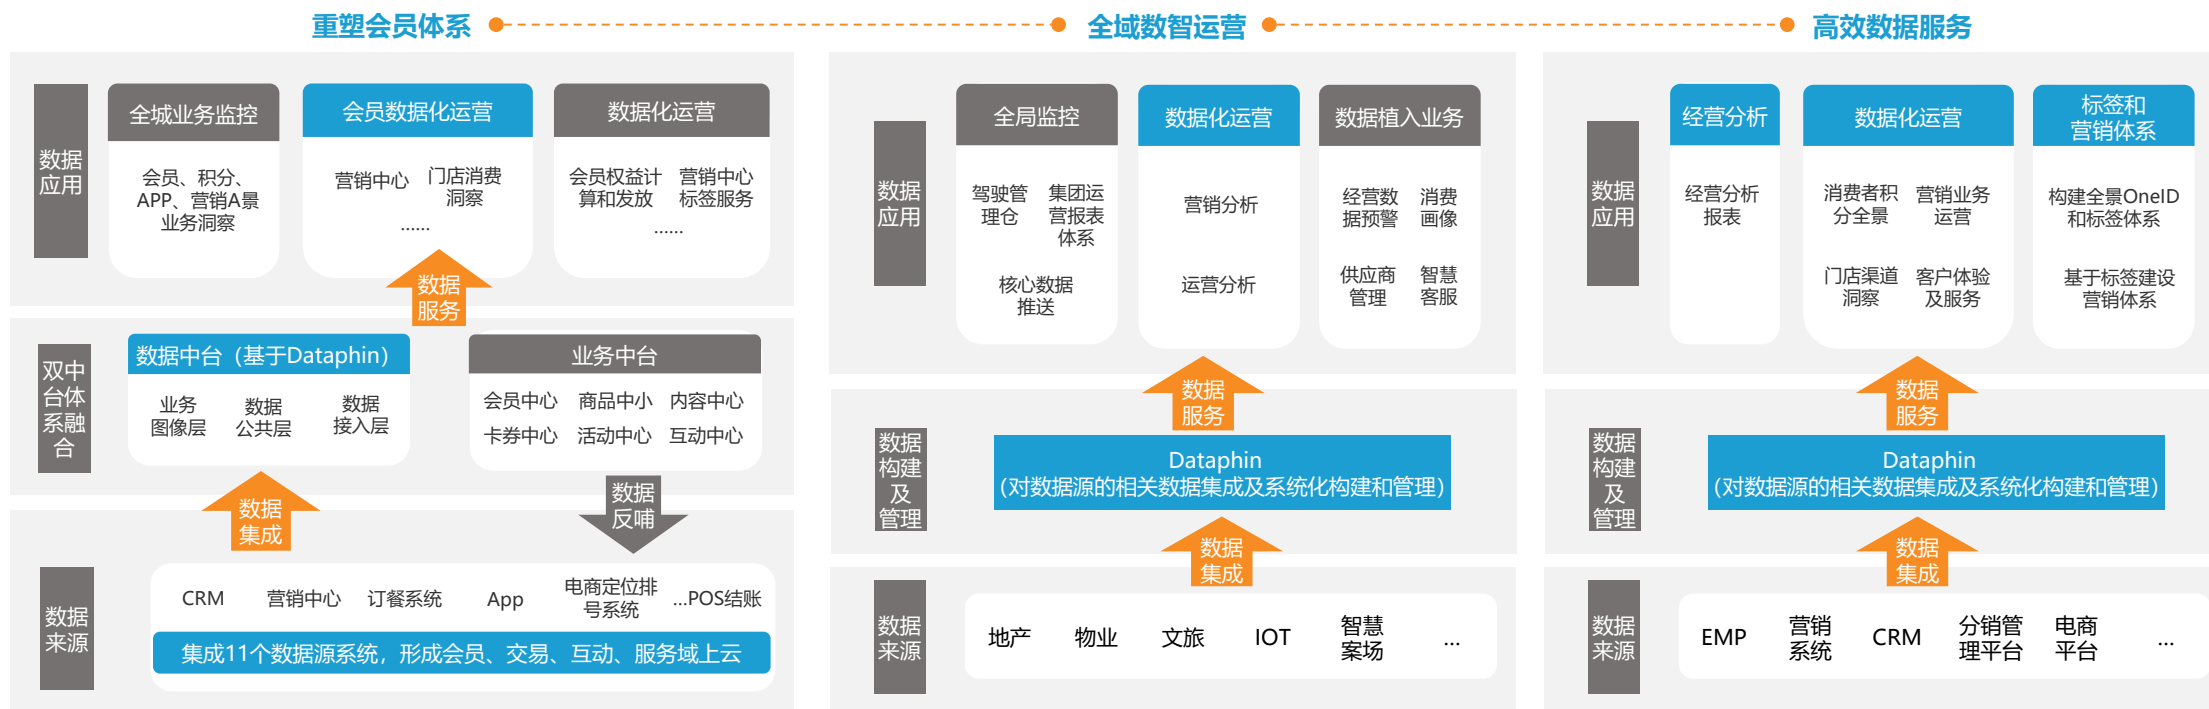 重塑会员体系
全域数智运营
高效数据服务
数据
应用
全城业务监控
会员、积分、
APP、营销A景
业务洞察
会员数据化运营
营销中心
门店消费
洞察
......
数据化运营
会员权益计
算和发放
营销中心
标签服务
......
数据
服务
双中
台体
系融
合
数据中台（基于Dataphin）
业务
图像层
数据
公共层
数据
接入层
业务中台
会员中心
商品中小
内容中心
卡券中心
活动中心
互动中心
数据
集成
数据
反哺
数据
来源
CRM
营销中心
订餐系统
App
电商定位排
号系统
...POS结账
集成11个数据源系统，形成会员、交易、互动、服务域上云
数据
应用
全局监控
驾驶管
理仓
集团运
营报表
体系
核心数据
推送
数据化运营
营销分析
运营分析
数据植入业务
经营数
据预警
消费
画像
供应商
管理
智慧
客服
数据
服务
数据
构建
及
管理
Dataphin
（对数据源的相关数据集成及系统化构建和管理）
数据
集成
数据
来源
地产
物业
文旅
IOT
智慧
案场
...
数据
应用
经营分析
经营分析
报表
数据化运营
消费者积
分全景
营销业务
运营
门店渠道
洞察
客户体验
及服务
标签和
营销体系
构建全景OneID
和标签体系
基于标签建设
营销体系
数据
服务
数据
构建
及
管理
Dataphin
（对数据源的相关数据集成及系统化构建和管理）
数据
集成
数据
来源
EMP
营销
系统
CRM
分销管
理平台
电商
平台
...